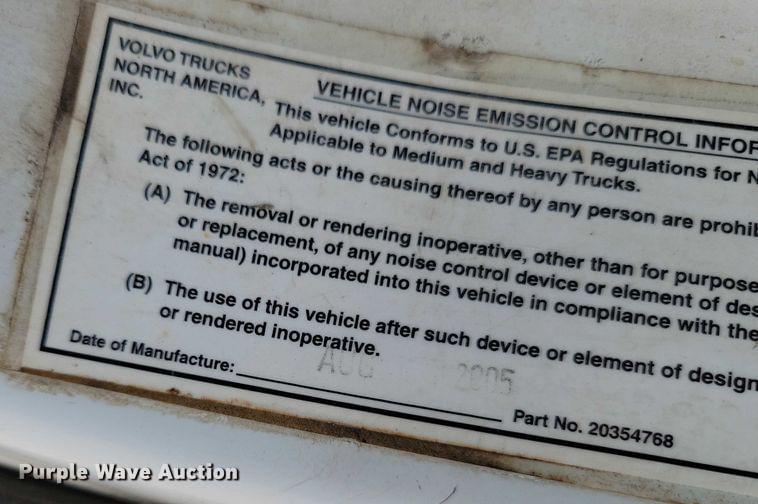 VOLVO TRUCKS
NORTH AMERICA,
INC.
VEHICLE NOISE EMISSION CONTROL
This vehicle Conforms to U.S. EPA Regulations for
Applicable to Medium and Heavy Trucks.
The following acts or the causing thereof by any person are
Act of 1972:
(A) The removal or rendering inoperative, other than for
or replacement, of any noise control device or element of
manual) incorporated into this vehicle in compliance with the
(B) The use of this vehicle after such device or element of design
or rendered inoperative.
Date of Manufacture: AUG 2005
Part No. 20354768
Purple Wave Auction